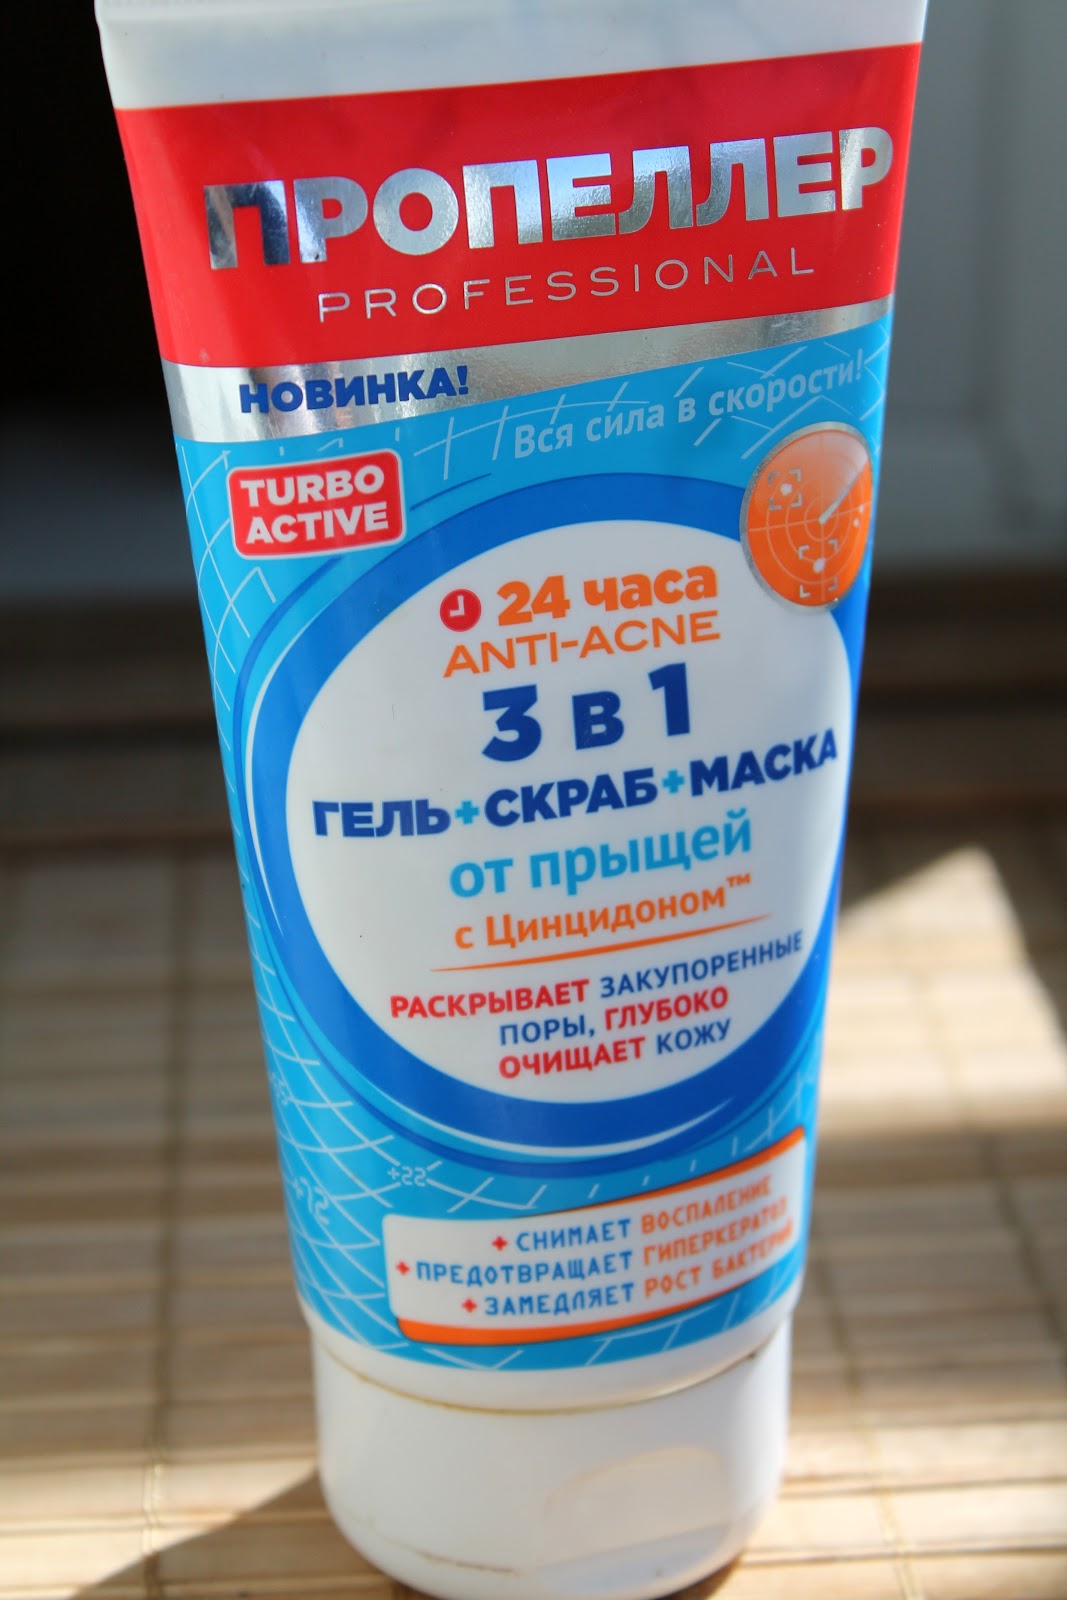 ПРОПЕЛЛЕР
PROFESSIONAL
НОВИНКА!
Вся сила в скорости!
TURBO
ACTIVE
24 часа
ANTI-ACNE
3 в 1
ГЕЛЬ+СКРАБ+МАСКА
от прыщей
с Цинцидоном™
РАСКРЫВАЕТ ЗАКУПОРЕННЫЕ
ПОРЫ, ГЛУБОКО
ОЧИЩАЕТ КОЖУ
+22
+22
+ СНИМАЕТ ВОСПАЛЕНИЕ
+ ПРЕДОТВРАЩАЕТ ГИПЕРКЕРАТОЗ
+ ЗАМЕДЛЯЕТ РОСТ БАКТЕРИЙ